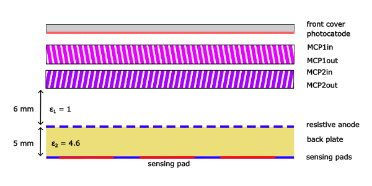 front cover
photocatode
MCP1in
MCP1out
MCP2in
MCP2out
6 mm
ε₁ = 1
resistive anode
5 mm
ε₂ = 4.6
back plate
sensing pads
sensing pad